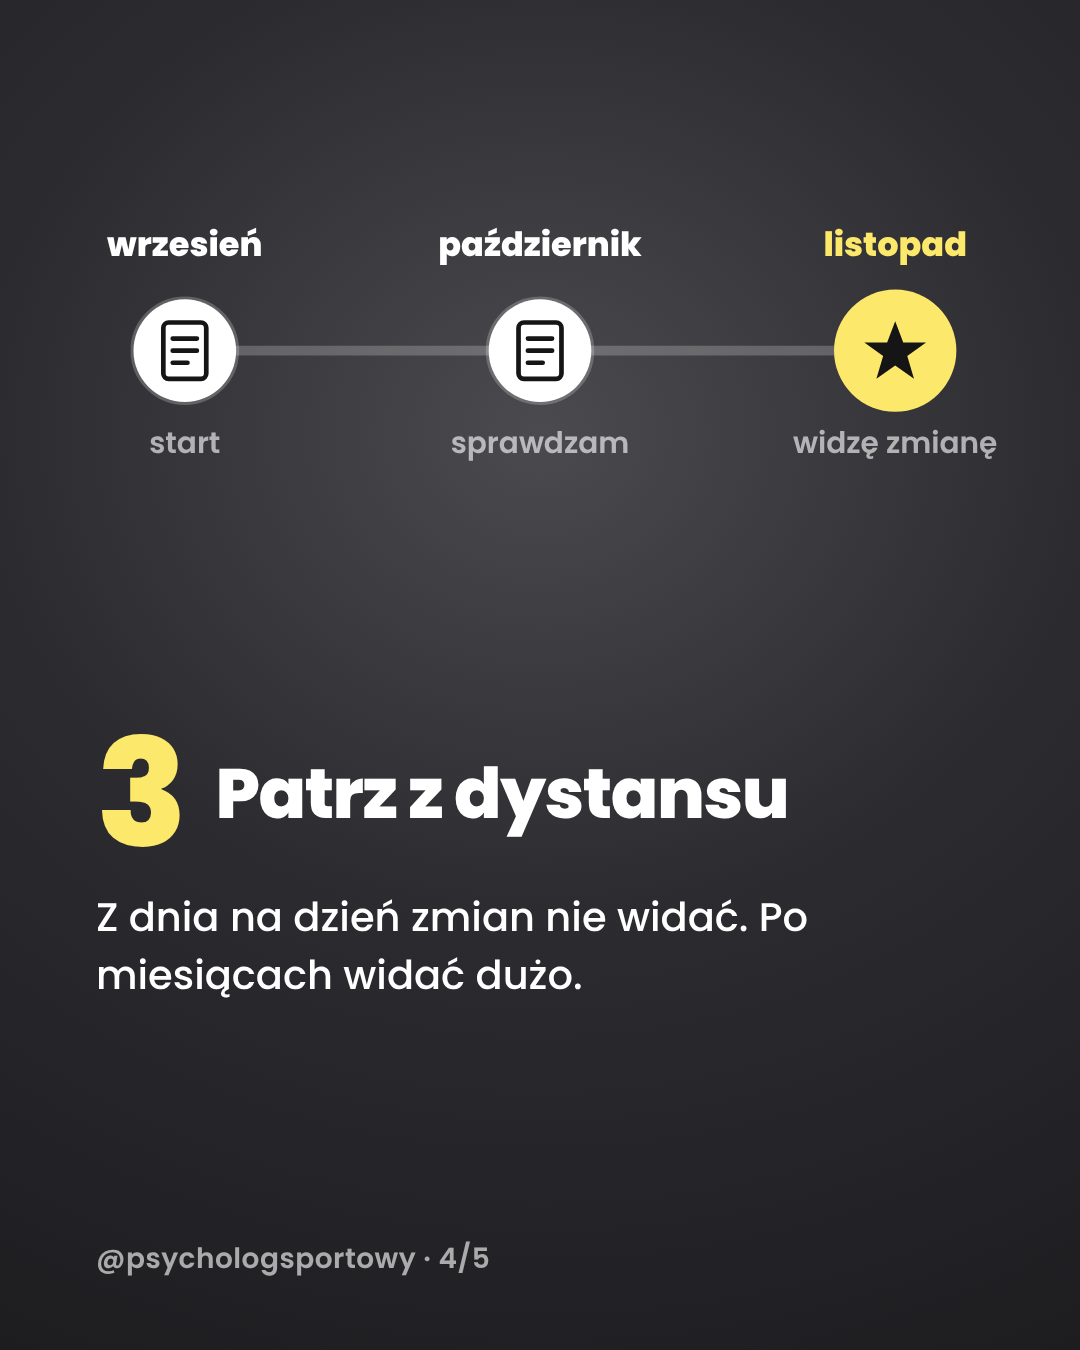 wrzesień październik listopad
start sprawdzam widzę zmianę
3 Patrz z dystansu
Z dnia na dzień zmian nie widać. Po
miesiącach widać dużo.
@psychologsportowy · 4/5